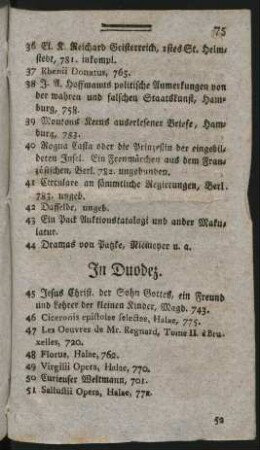 75
36 El. K. Reichard Geisterreich, 1stes St. Helm-
stedt, 781. inkompl.
37 Rhenii Donatus, 765.
38 J. A. Hoffmanns politische Anmerkungen von
der wahren und falschen Staatskunst, Ham-
burg, 758.
39 Moutons Kerns auserlesener Briefe, Ham-
burg, 753.
40 Rogna Casta oder die Prinzeßin der eingebil-
deten Insel. Ein Feenmärchen aus dem Fran-
zösischen, Berl. 782. ungebunden.
41 Circulare an sämmtliche Regierungen, Berl.
783. ungeb.
42 Dasselde, ungeb.
43 Ein Pack Auktionskatalogi und ander Maku-
latur.
44 Dramas von Patzke, Niemeyer u. a.
In Duodez.
45 Jesus Christ. der Sohn Gottes, ein Freund
und Lehrer der kleinen Kinder, Magd. 743.
46 Ciceronis epistolae selectae, Halae, 775.
47 Les Oeuvres de Mr. Regnard, Tome II. à Bru-
xelles, 720.
48 Florus, Halae, 762.
49 Virgilii Opera, Halae, 770.
50 Curieuser Weltmann, 701.
51 Sallustii Opera, Halae, 772.
52